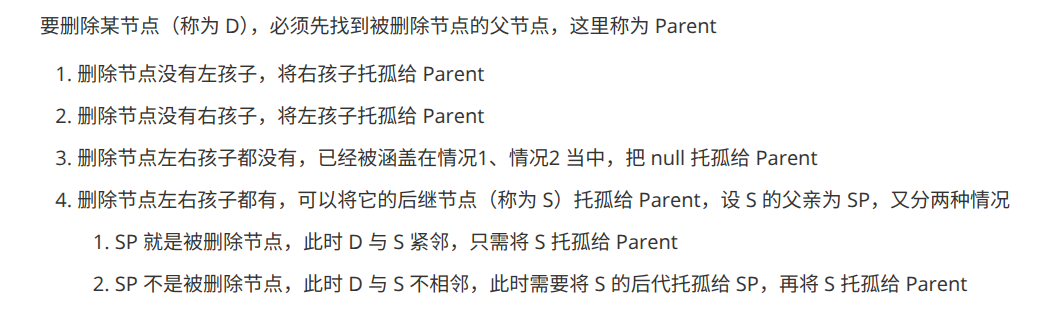 要删除某节点（称为 D），必须先找到被删除节点的父节点，这里称为 Parent
1. 删除节点没有左孩子，将右孩子托孤给 Parent
2. 删除节点没有右孩子，将左孩子托孤给 Parent
3. 删除节点左右孩子都没有，已经被涵盖在情况1、情况2 当中，把 null 托孤给 Parent
4. 删除节点左右孩子都有，可以将它的后继节点（称为 S）托孤给 Parent，设 S 的父亲为 SP，又分两种情况
1. SP 就是被删除节点，此时 D 与 S 紧邻，只需将 S 托孤给 Parent
2. SP 不是被删除节点，此时 D 与 S 不相邻，此时需要将 S 的后代托孤给 SP，再将 S 托孤给 Parent